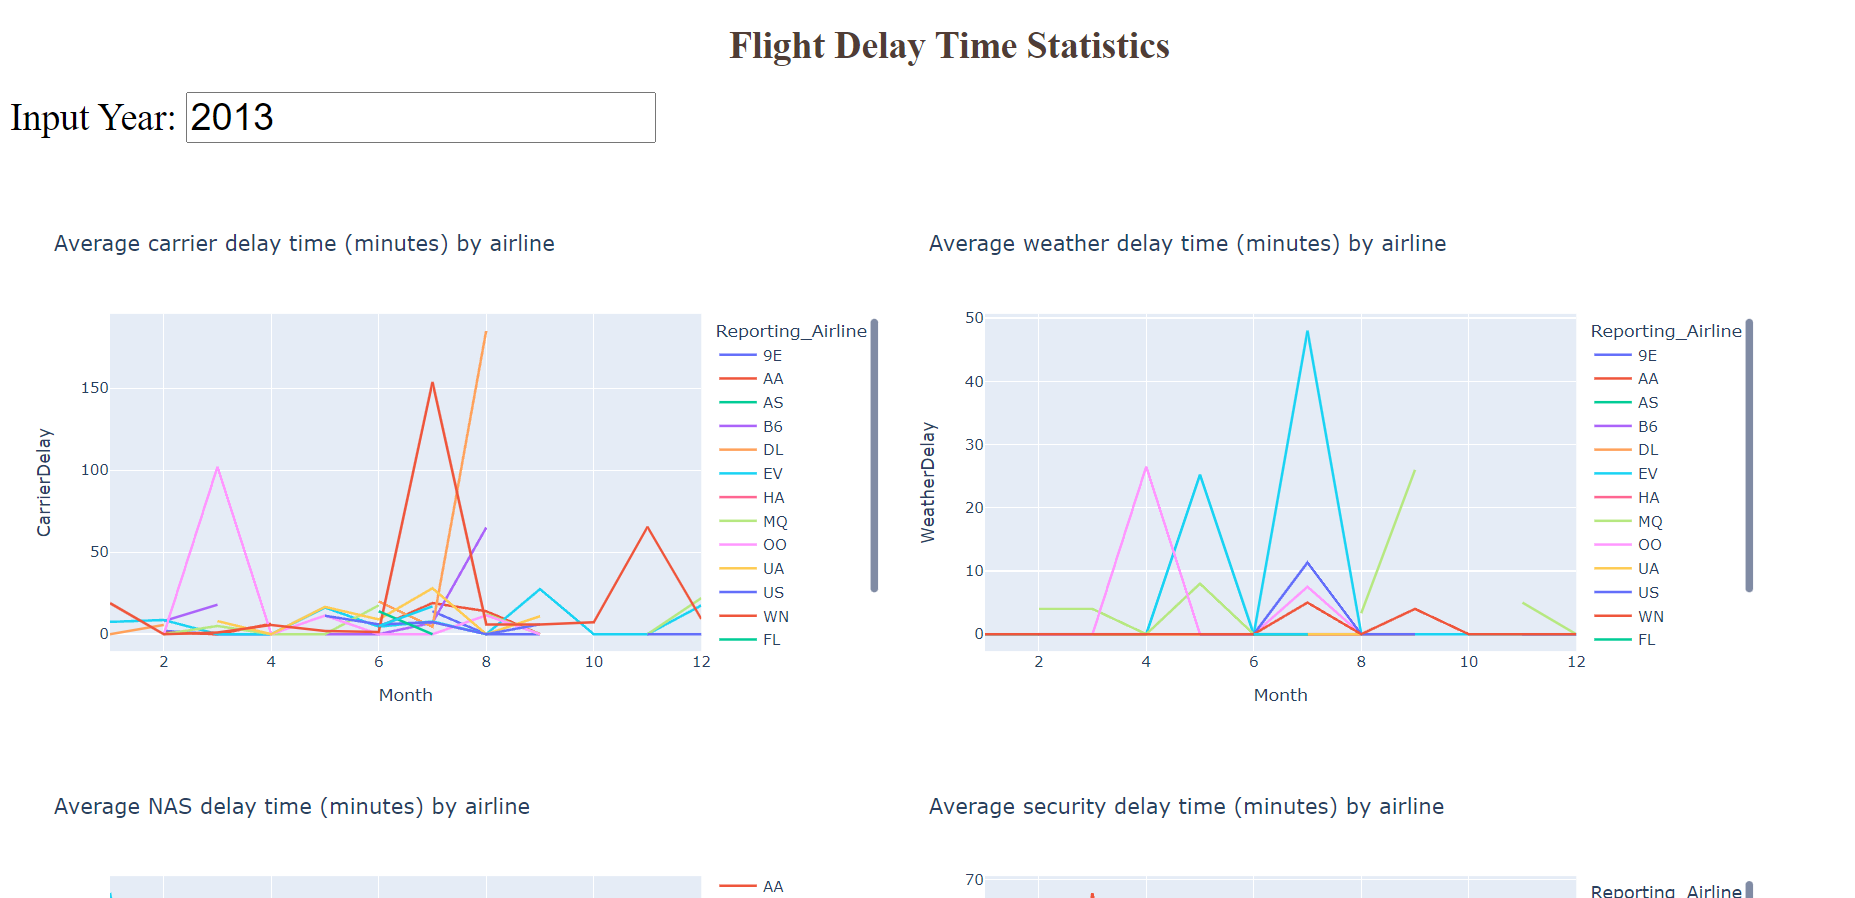 Flight Delay Time Statistics
Input Year: 2013
Average carrier delay time (minutes) by airline
CarrierDelay
150
100
50
0
2 4 6 8 10 12
Month
Reporting_Airline
9E
AA
AS
B6
DL
EV
HA
MQ
OO
UA
US
WN
FL
Average weather delay time (minutes) by airline
WeatherDelay
50
40
30
20
10
0
2 4 6 8 10 12
Month
Reporting_Airline
9E
AA
AS
B6
DL
EV
HA
MQ
OO
UA
US
WN
FL
Average NAS delay time (minutes) by airline
AA
Average security delay time (minutes) by airline
70
Reporting_Airline